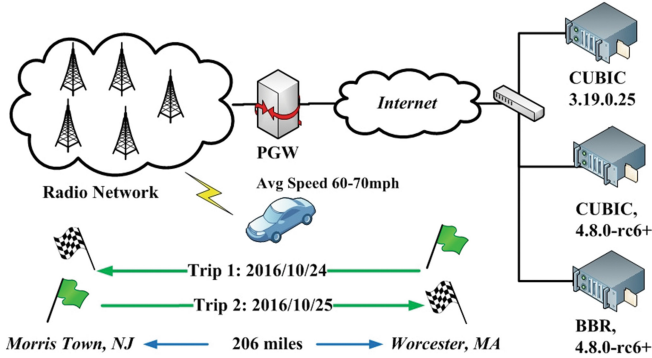 CUBIC
3.19.0.25
Internet
PGW
Radio Network
Avg Speed 60-70mph
CUBIC,
4.8.0-rc6+
Trip 1: 2016/10/24
Trip 2: 2016/10/25
Morris Town, NJ
206 miles
Worcester, MA
BBR,
4.8.0-rc6+